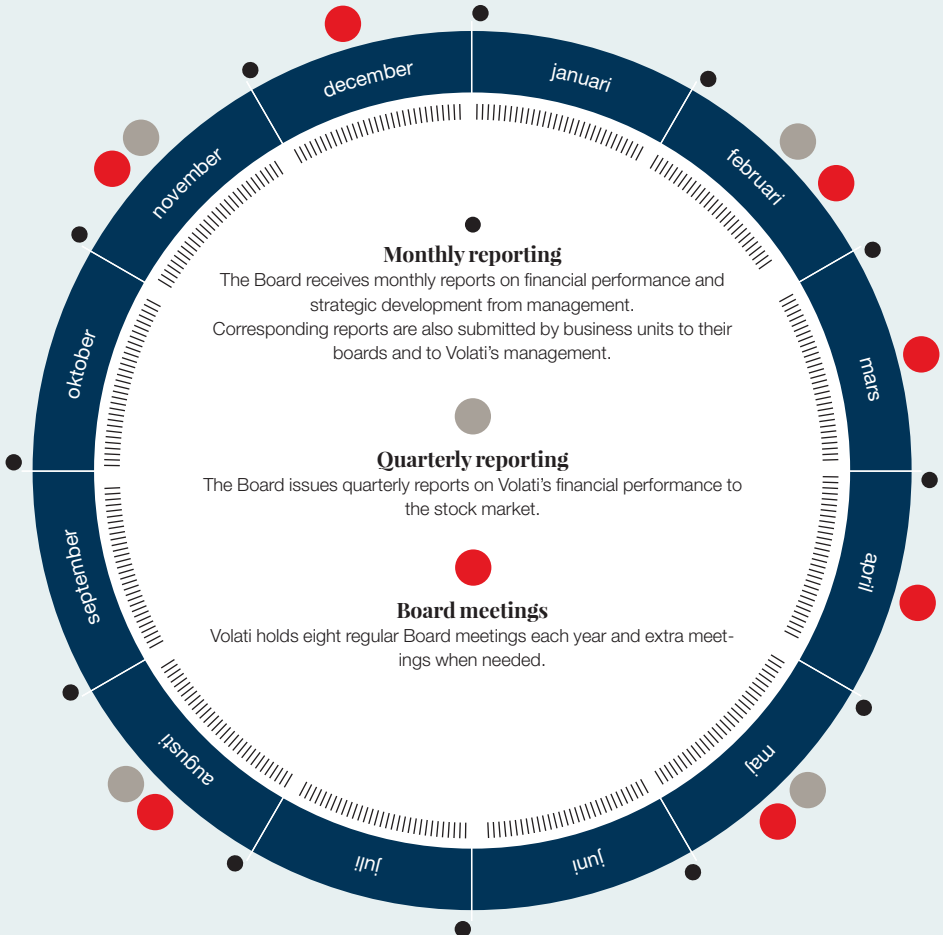 december
januari
november
februari
Monthly reporting
The Board receives monthly reports on financial performance and
strategic development from management.
Corresponding reports are also submitted by business units to their
boards and to Volati’s management.
oktober
mars
Quarterly reporting
The Board issues quarterly reports on Volati’s financial performance to
the stock market.
september
april
Board meetings
Volati holds eight regular Board meetings each year and extra meet-
ings when needed.
augusti
maj
juli
juni